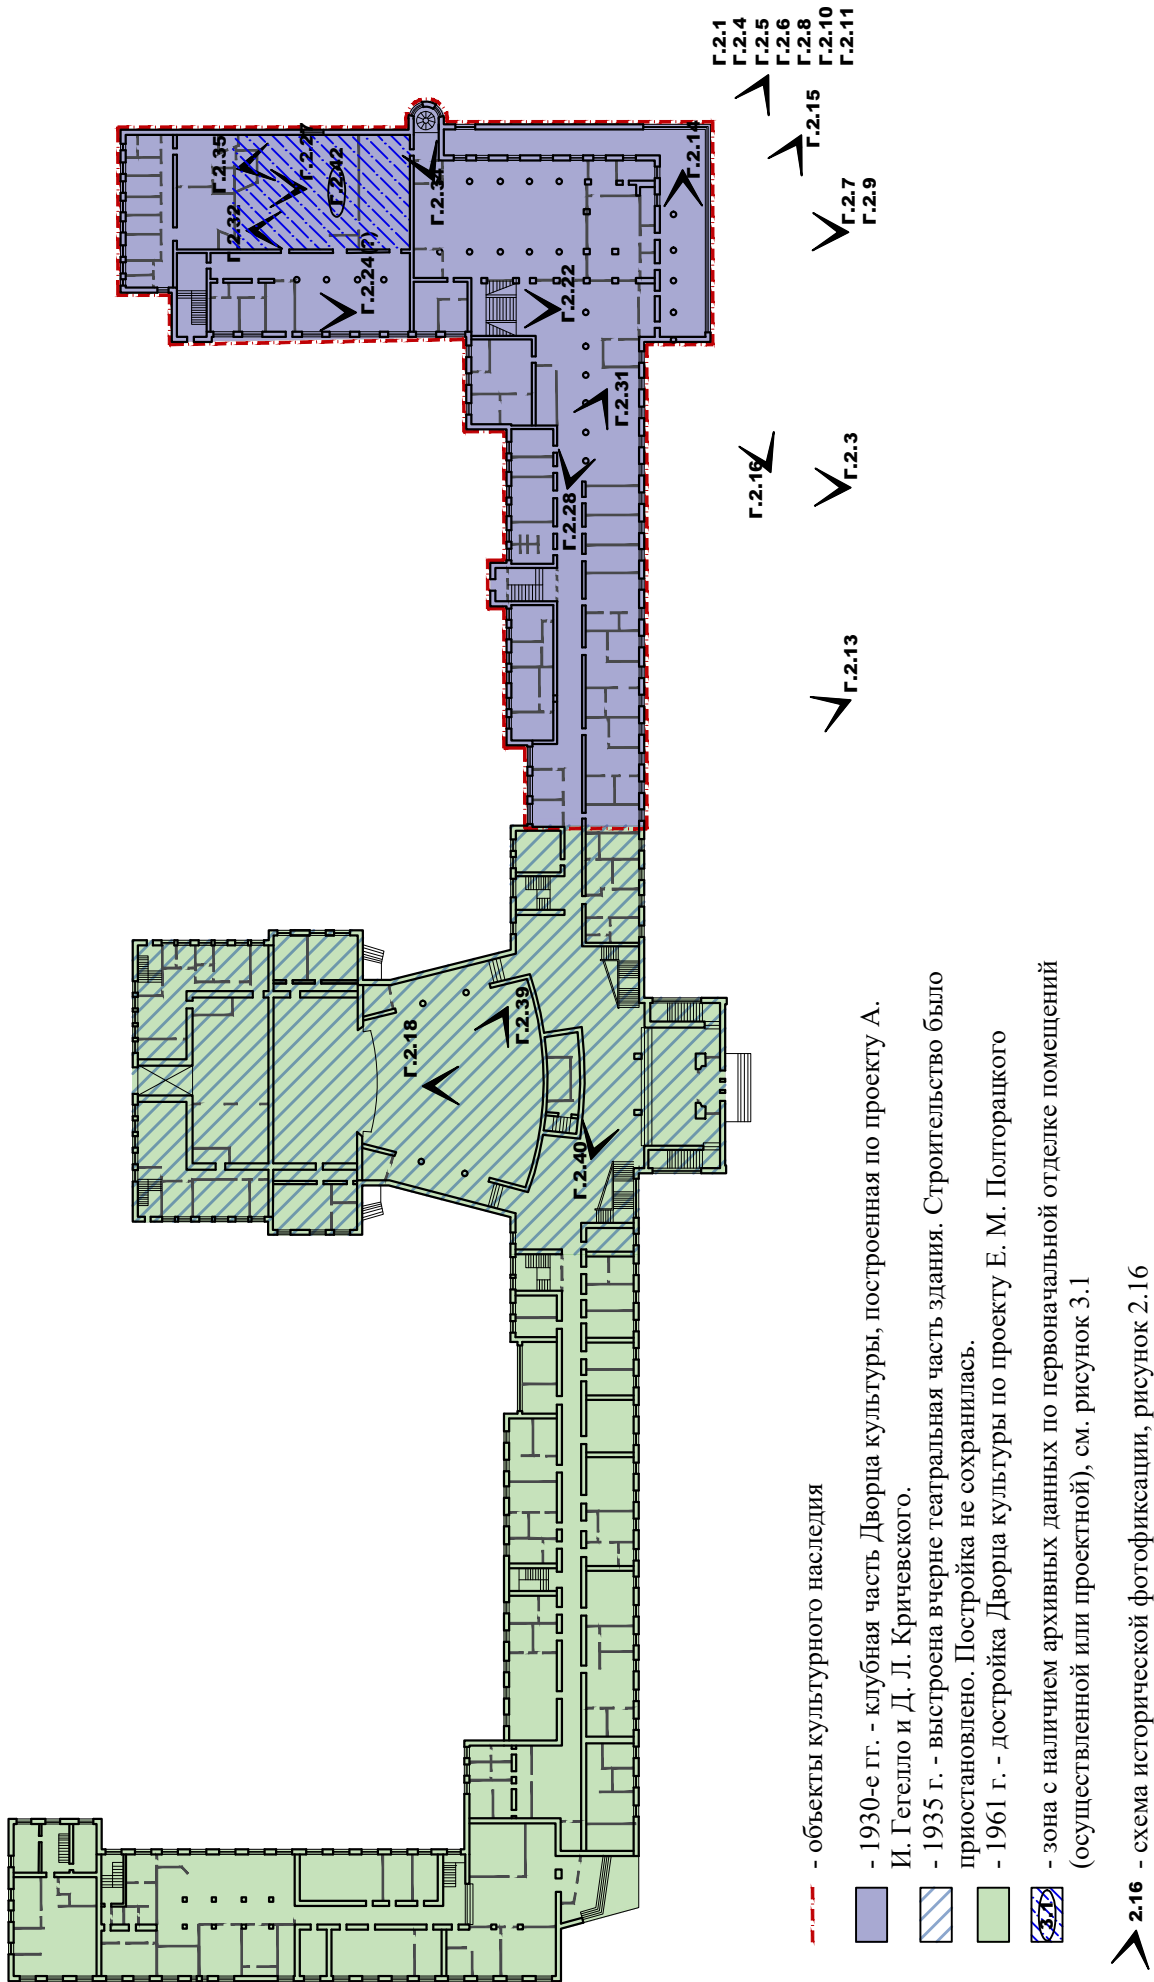 Г.2.1
Г.2.4
Г.2.5
Г.2.6
Г.2.8
Г.2.10
Г.2.11
Г.2.15
Г.2.7
Г.2.9
Г.2.14
Г.2.35
Г.2.27
Г.2.42
Г.2.32
Г.2.34
Г.2.24(?)
Г.2.22
Г.2.31
Г.2.28
Г.2.16
Г.2.3
Г.2.13
Г.2.18
Г.2.39
Г.2.40
- объекты культурного наследия
- 1930-е гг. - клубная часть Дворца культуры, построенная по проекту А.
И. Гегелло и Д. Л. Кричевского.
- 1935 г. - выстроена вчерне театральная часть здания. Строительство было
приостановлено. Постройка не сохранилась.
- 1961 г. - достройка Дворца культуры по проекту Е. М. Полторацкого
3.1 - зона с наличием архивных данных по первоначальной отделке помещений
(осуществленной или проектной), см. рисунок 3.1
2.16 - схема исторической фотофиксации, рисунок 2.16